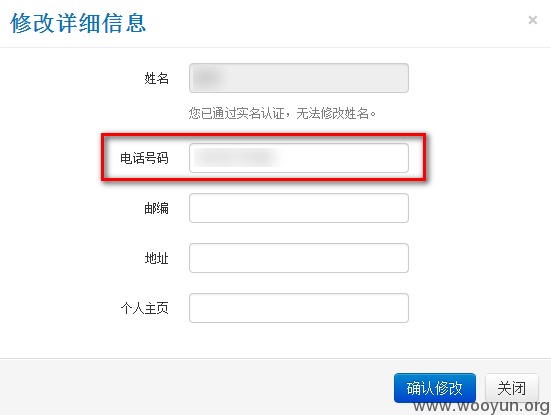 修改详细信息 ×
姓名
您已通过实名认证，无法修改姓名。
电话号码
邮编
地址
个人主页
确认修改 关闭
www.wooyun.org